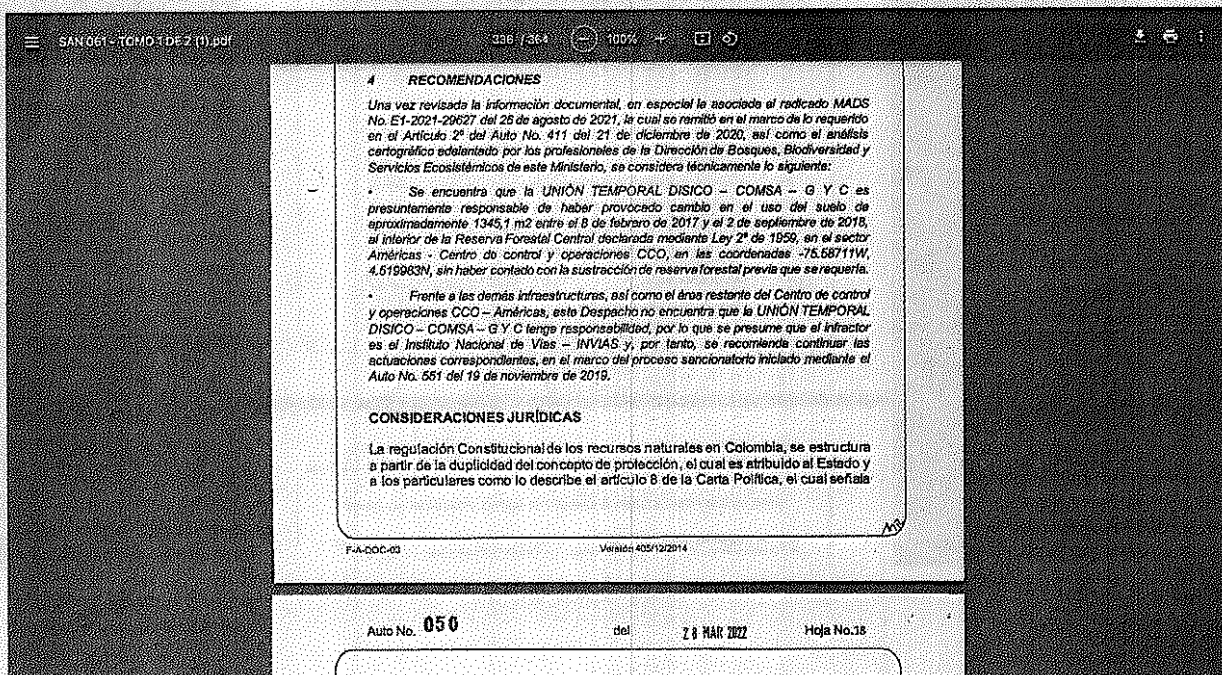 SAN 061 - TOMO 1 DE 2 (1).pdf
336 / 364
100%
4 RECOMENDACIONES
Una vez revisada la información documental, en especial la asociada al radicado MADS
No. E1-2021-29627 del 26 de agosto de 2021, la cual se remitió en el marco de lo requerido
en el Artículo 2º del Auto No. 411 del 21 de diciembre de 2020, así como el análisis
cartográfico adelantado por los profesionales de la Dirección de Bosques, Biodiversidad y
Servicios Ecosistémicos de este Ministerio, se considera técnicamente lo siguiente:
• Se encuentra que la UNIÓN TEMPORAL DISICO – COMSA – G Y C es
presuntamente responsable de haber provocado cambio en el uso del suelo de
aproximadamente 1345,1 m2 entre el 8 de febrero de 2017 y el 2 de septiembre de 2018,
al interior de la Reserva Forestal Central declarada mediante Ley 2ª de 1959, en el sector
Américas - Centro de control y operaciones CCO, en las coordenadas -75.58711W,
4.519983N, sin haber contado con la sustracción de reserva forestal previa que se requería.
• Frente a las demás infraestructuras, así como el área restante del Centro de control
y operaciones CCO – Américas, este Despacho no encuentra que la UNIÓN TEMPORAL
DISICO – COMSA – G Y C tenga responsabilidad, por lo que se presume que el infractor
es el Instituto Nacional de Vías – INVIAS y, por tanto, se recomienda continuar las
actuaciones correspondientes, en el marco del proceso sancionatorio iniciado mediante el
Auto No. 551 del 19 de noviembre de 2019.
CONSIDERACIONES JURÍDICAS
La regulación Constitucional de los recursos naturales en Colombia, se estructura
a partir de la duplicidad del concepto de protección, el cual es atribuido al Estado y
a los particulares como lo describe el artículo 8 de la Carta Política, el cual señala
F-A-DOC-03 Versión 405/12/2014
Auto No. 050 del 28 MAR 2022 Hoja No.18